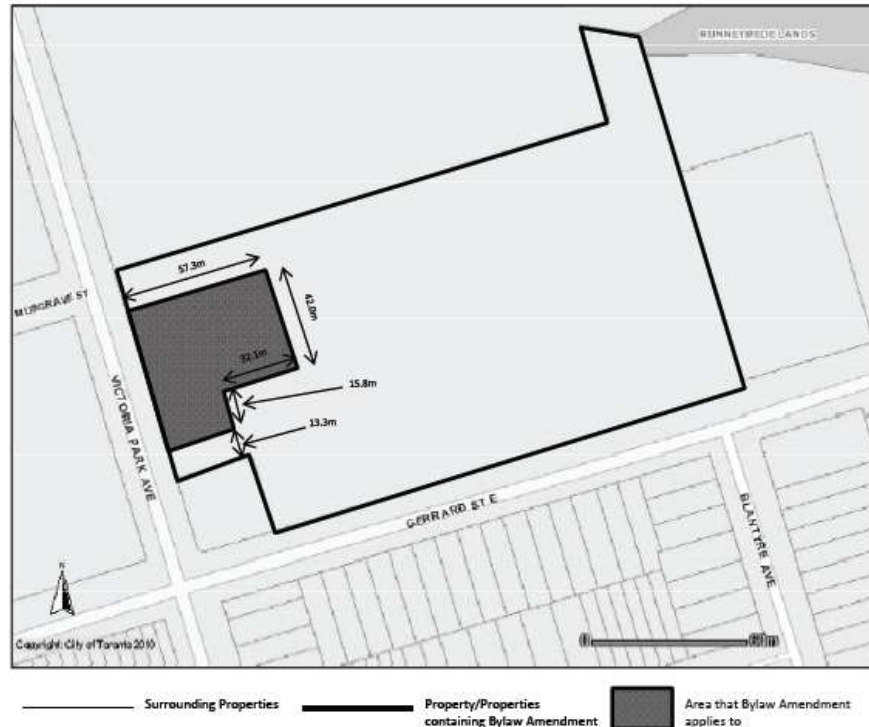 RUNNEYMEDE LANDS
57.3m
42.0m
MUSGRAVE ST
32.1m
15.8m
VICTORIA PARK AVE
13.3m
GERRARD ST E
BLANTYRE AVE
N
Copyright: City of Toronto 2010
0
Surrounding Properties
Property/Properties
containing Bylaw Amendment
Area that Bylaw Amendment
applies to